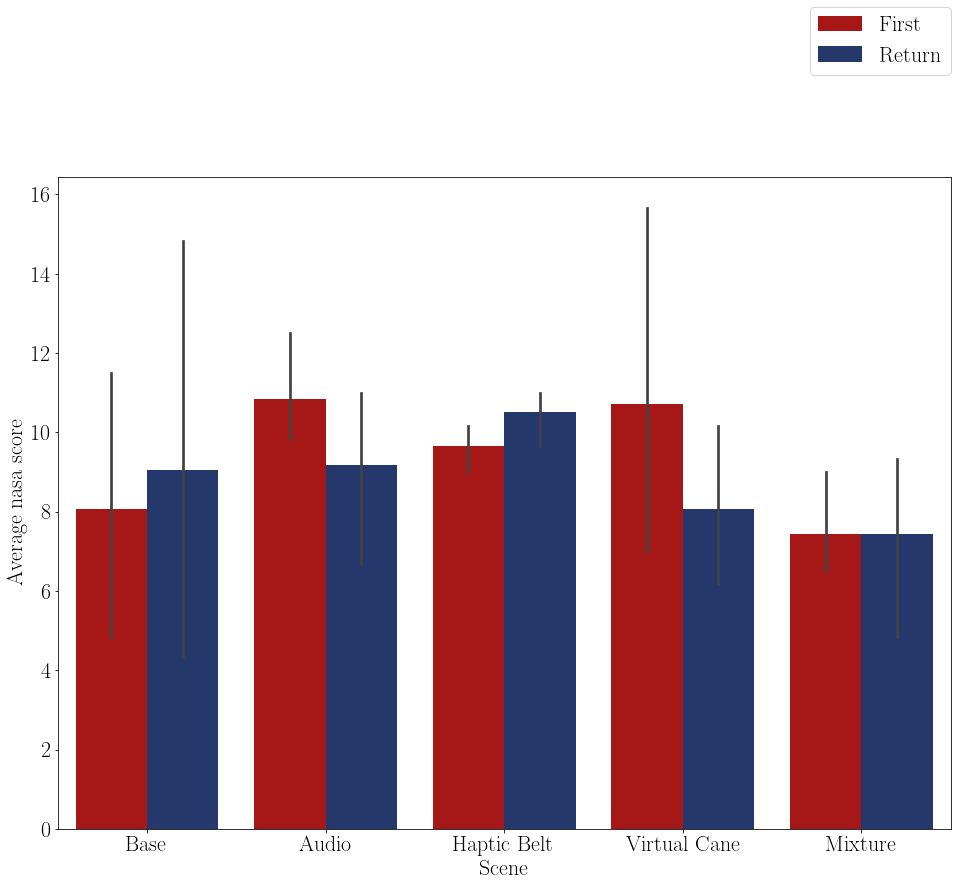 First
Return
16
14
12
10
8
6
4
2
0
Average nasa score
Base
Audio
Haptic Belt
Virtual Cane
Mixture
Scene